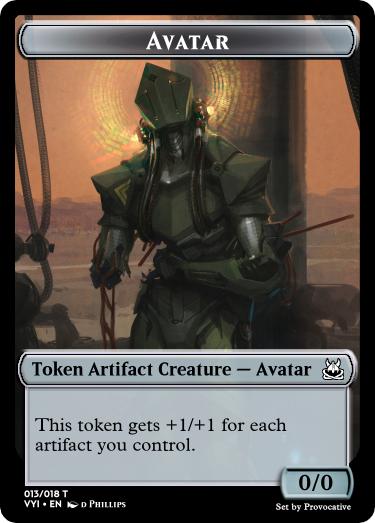 Avatar
Token Artifact Creature — Avatar
This token gets +1/+1 for each
artifact you control.
0/0
013/018 T
VYI • EN D Phillips
Set by Provocative